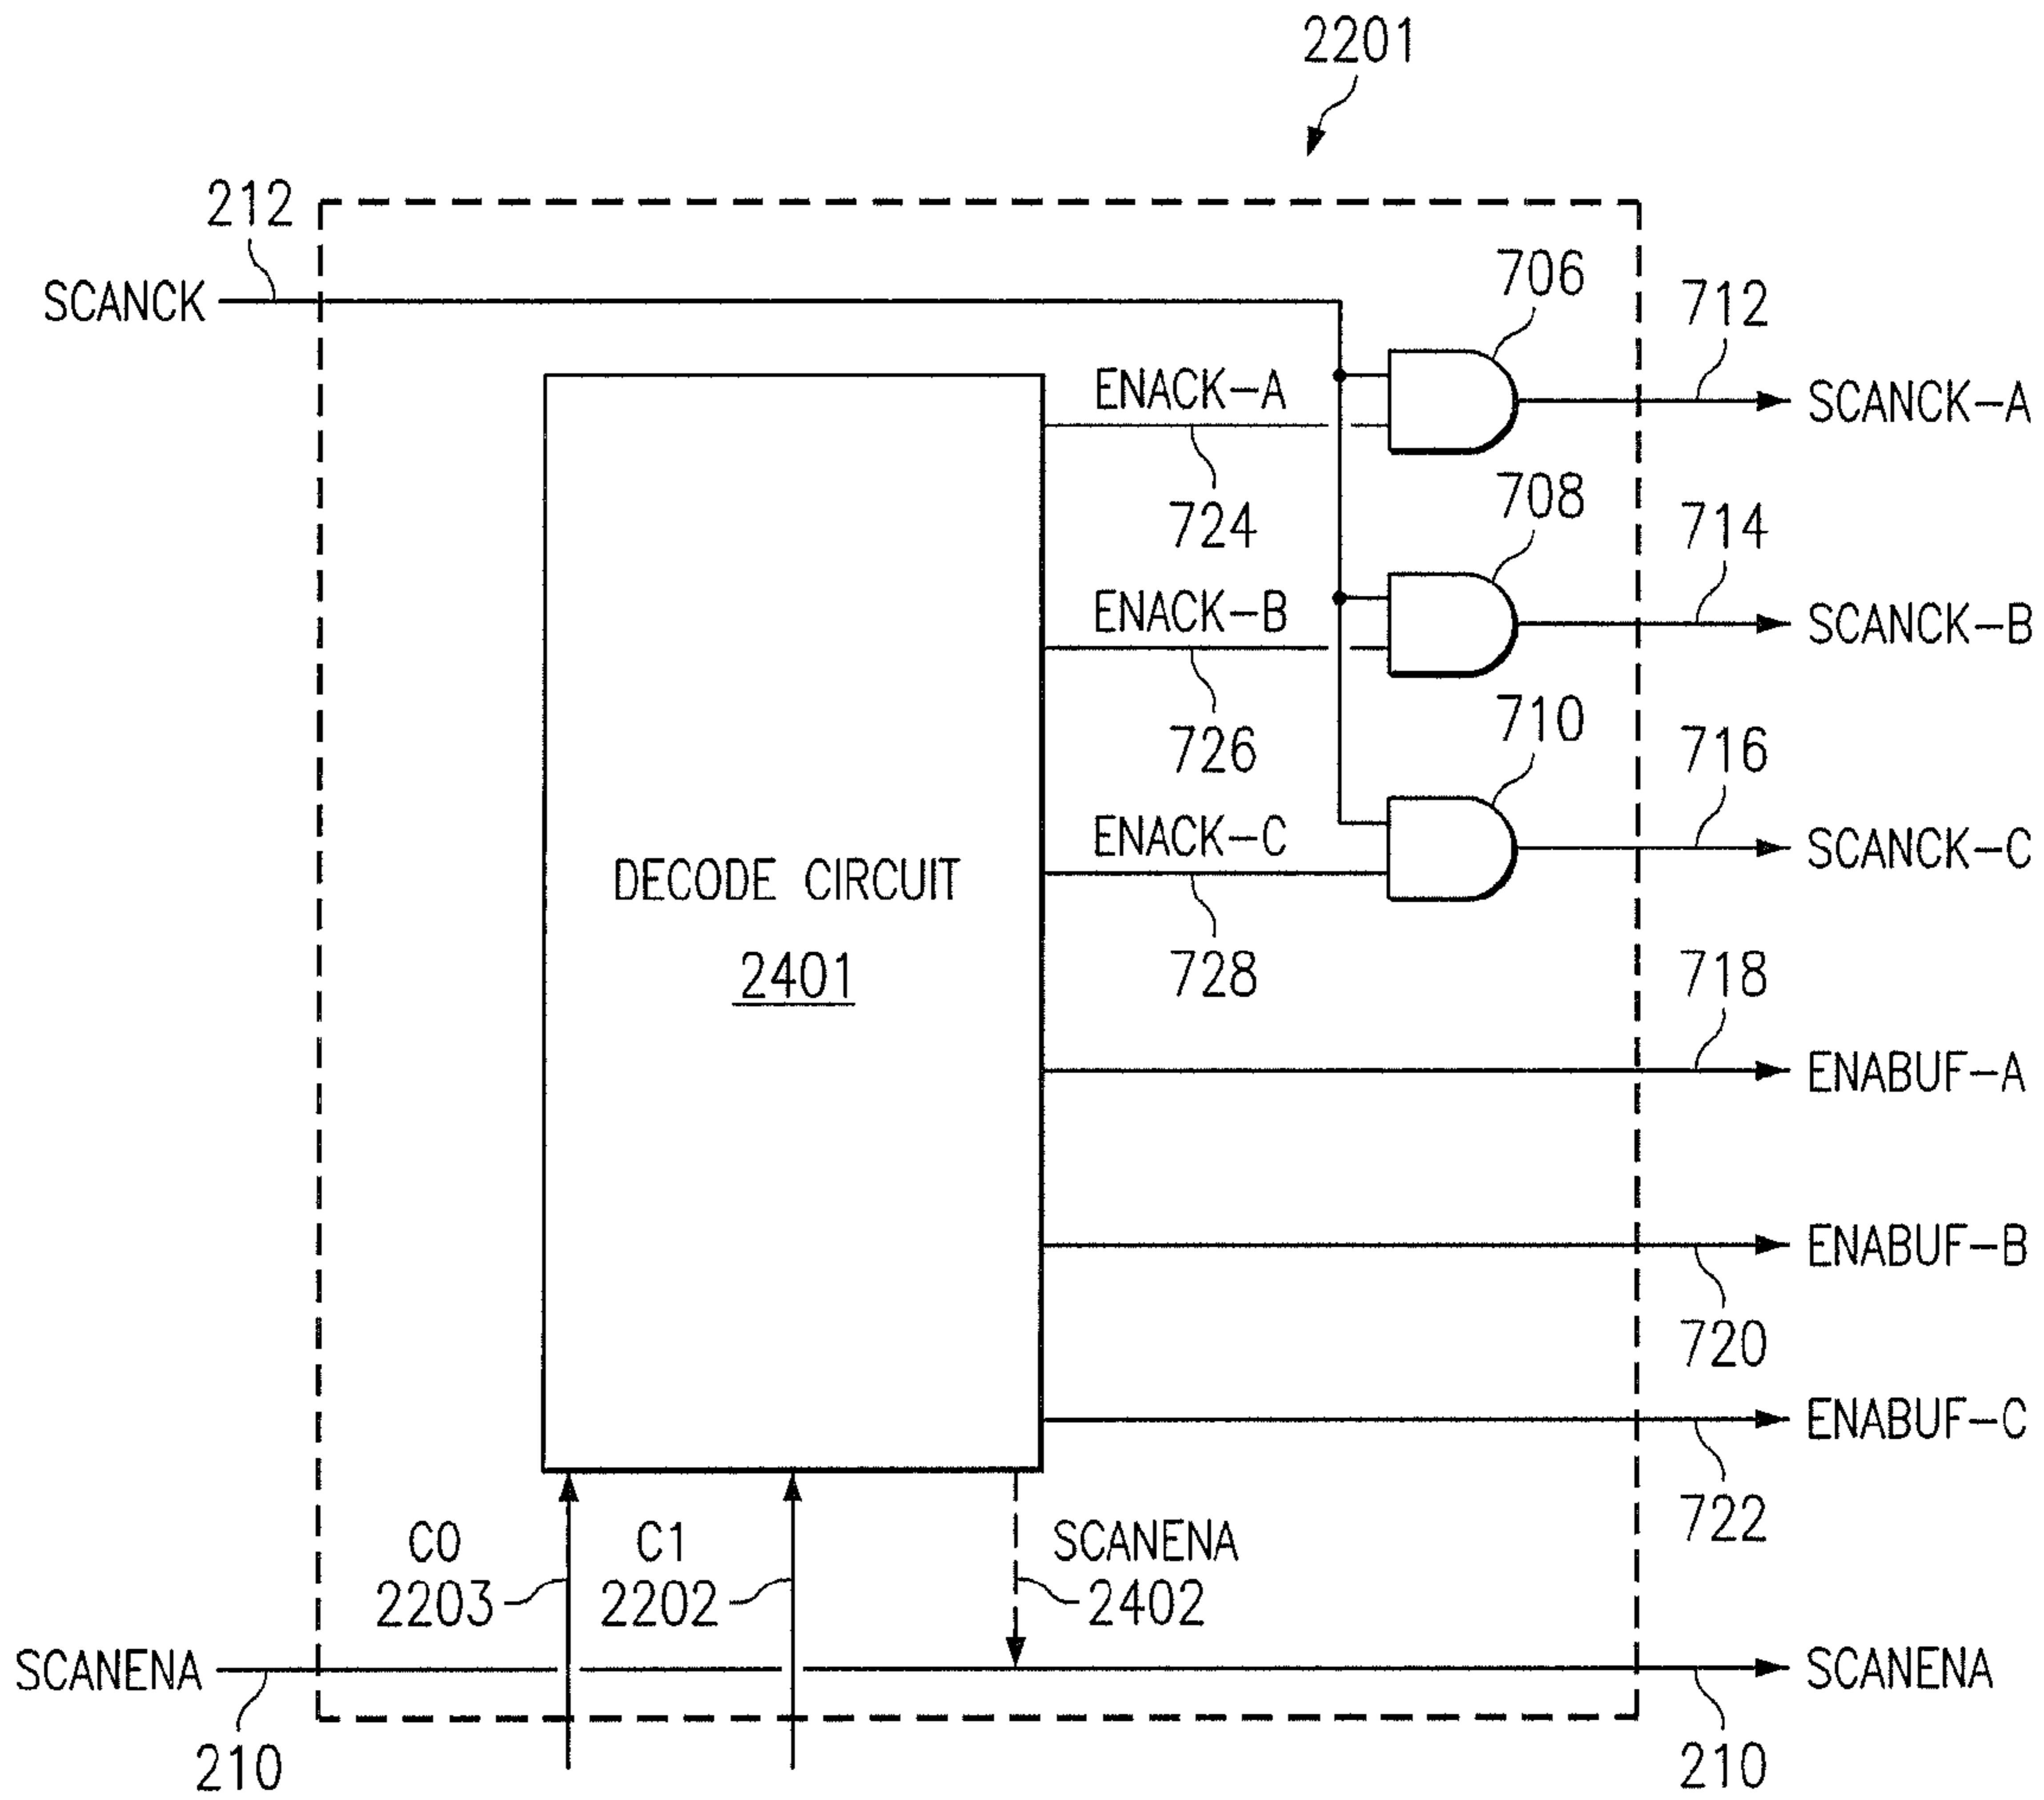 2201
212
SCANCK
706
712
ENACK-A
SCANCK-A
724
708
714
ENACK-B
SCANCK-B
726
710
716
ENACK-C
SCANCK-C
DECODE CIRCUIT
2401
728
718
ENABUF-A
ENABUF-B
720
ENABUF-C
722
C0
2203
C1
2202
SCANENA
2402
SCANENA
SCANENA
210
210